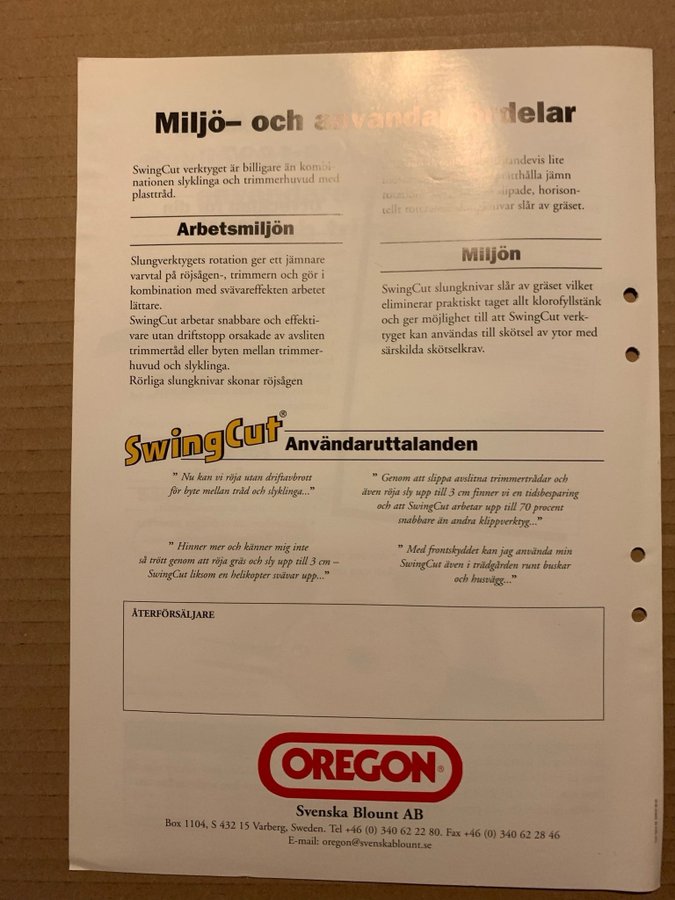 Miljö– och användarfördelar
SwingCut verktyget är billigare än kombi-
nationen slyklinga och trimmerhuvud med
plasttråd.
Arbetsmiljön
Slungverktygets rotation ger ett jämnare
varvtal på röjsågen-, trimmern och gör i
kombination med svävareffekten arbetet
lättare.
SwingCut arbetar snabbare och effekti-
vare utan driftstopp orsakade av avsliten
trimmertåd eller byten mellan trimmer-
huvud och slyklinga.
Rörliga slungknivar skonar röjsågen
lite
jämn
horison-
slår av gräset.
Miljön
SwingCut slungknivar slår av gräset vilket
eliminerar praktiskt taget allt klorofyllstänk
och ger möjlighet till att SwingCut verk-
tyget kan användas till skötsel av ytor med
särskilda skötselkrav.
SwingCut® Användaruttalanden
” Nu kan vi röja utan driftavbrott
för byte mellan tråd och slyklinga...”
” Genom att slippa avslitna trimmertrådar och
även röja sly upp till 3 cm finner vi en tidsbesparing
och att SwingCut arbetar upp till 70 procent
snabbare än andra klippverktyg...”
” Hinner mer och känner mig inte
så trött genom att röja gräs och sly upp till 3 cm –
SwingCut liksom en helikopter svävar upp...”
” Med frontskyddet kan jag använda min
SwingCut även i trädgården runt buskar
och husvägg...”
ÅTERFÖRSÄLJARE
OREGON®
Svenska Blount AB
Box 1104, S 432 15 Varberg, Sweden. Tel +46 (0) 340 62 22 80. Fax +46 (0) 340 62 28 46
E-mail: oregon@svenskablount.se